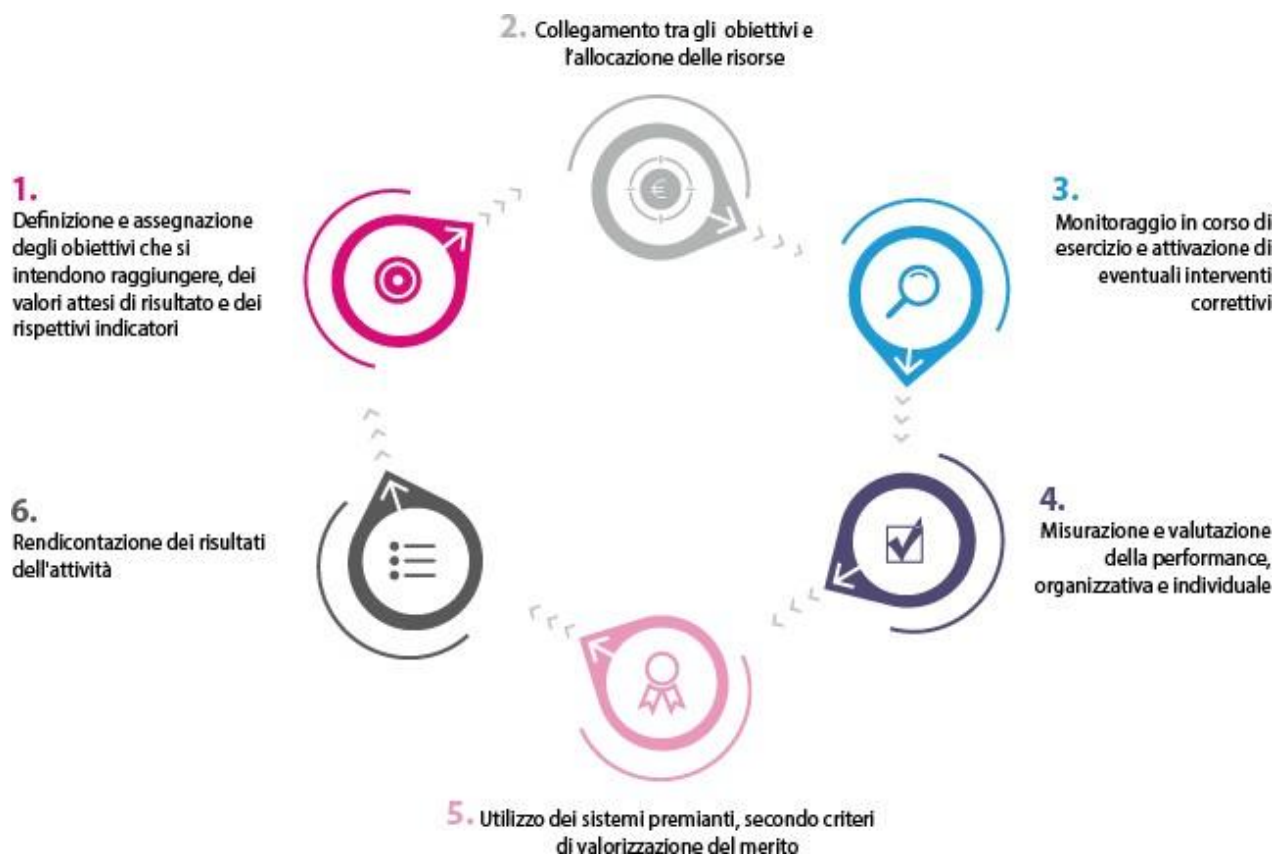 1.
Definizione e assegnazione
degli obiettivi che si
intendono raggiungere, dei
valori attesi di risultato e dei
rispettivi indicatori
2. Collegamento tra gli obiettivi e
l'allocazione delle risorse
€
3.
Monitoraggio in corso di
esercizio e attivazione di
eventuali interventi
correttivi
4.
Misurazione e valutazione
della performance,
organizzativa e individuale
5. Utilizzo dei sistemi premianti, secondo criteri
di valorizzazione del merito
6.
Rendicontazione dei risultati
dell'attività